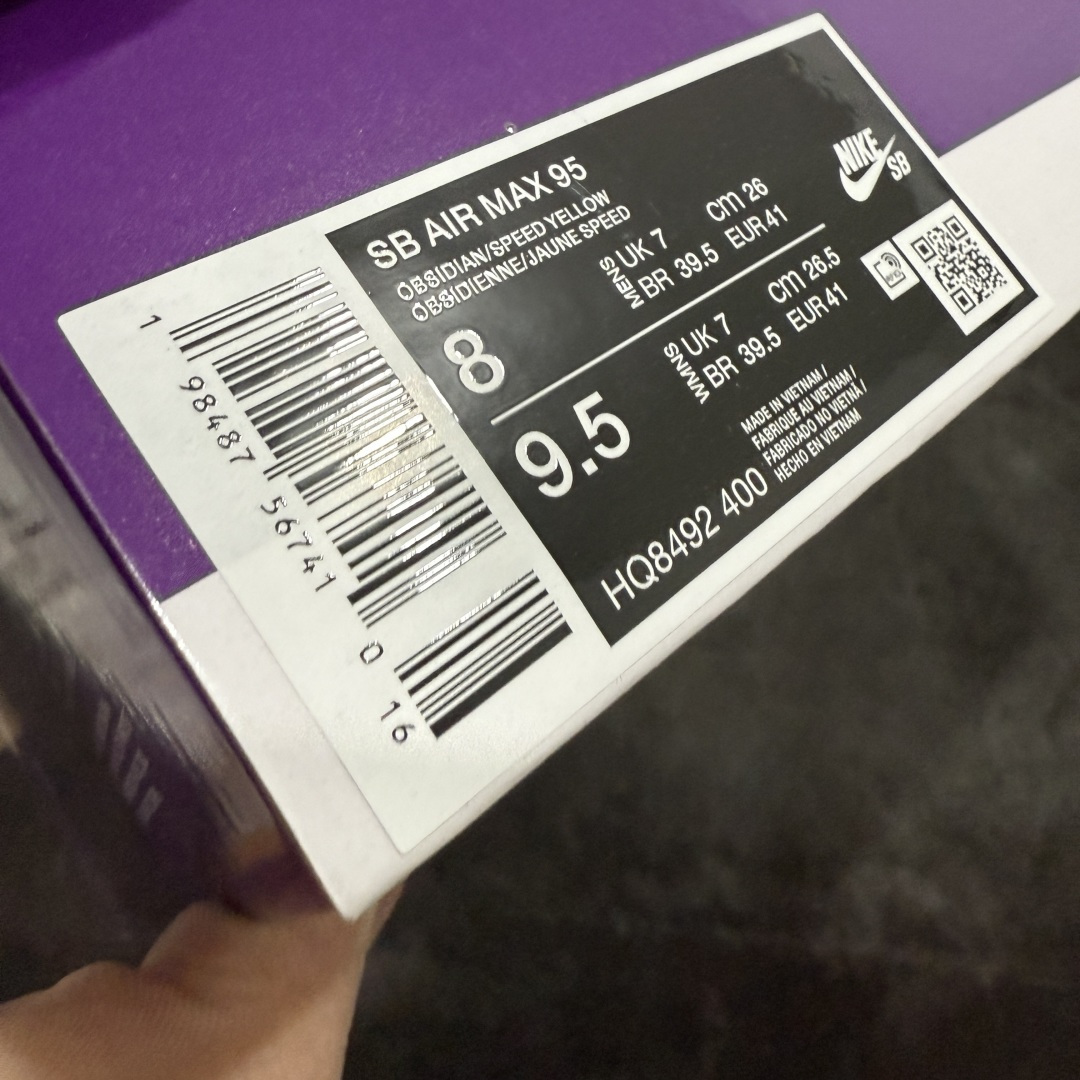 SB AIR MAX 95
OBSIDIAN/SPEED YELLOW
OBSIDIENNE/JAUNE SPEED
8
MENS
UK 7
cm 26
BR 39.5
EUR 41
9.5
WMNS
UK 7
cm 26.5
BR 39.5
EUR 41
MADE IN VIETNAM /
FABRIQUE AU VIETNAM /
FABRICADO NO VIETNÃ /
HECHO EN VIETNAM
HQ8492 400
NIKE
SB
RFID
1 98487 56741 0 16